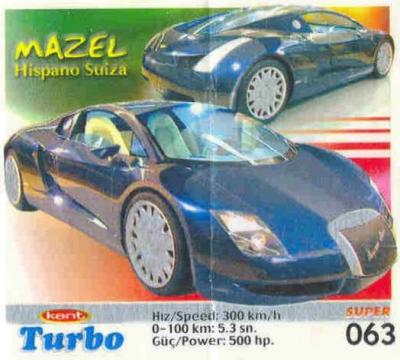 MAZEL
Hispano Suiza
kent
Turbo
Hız/Speed: 300 km/h
0-100 km: 5.3 sn.
Güç/Power: 500 hp.
SUPER
063